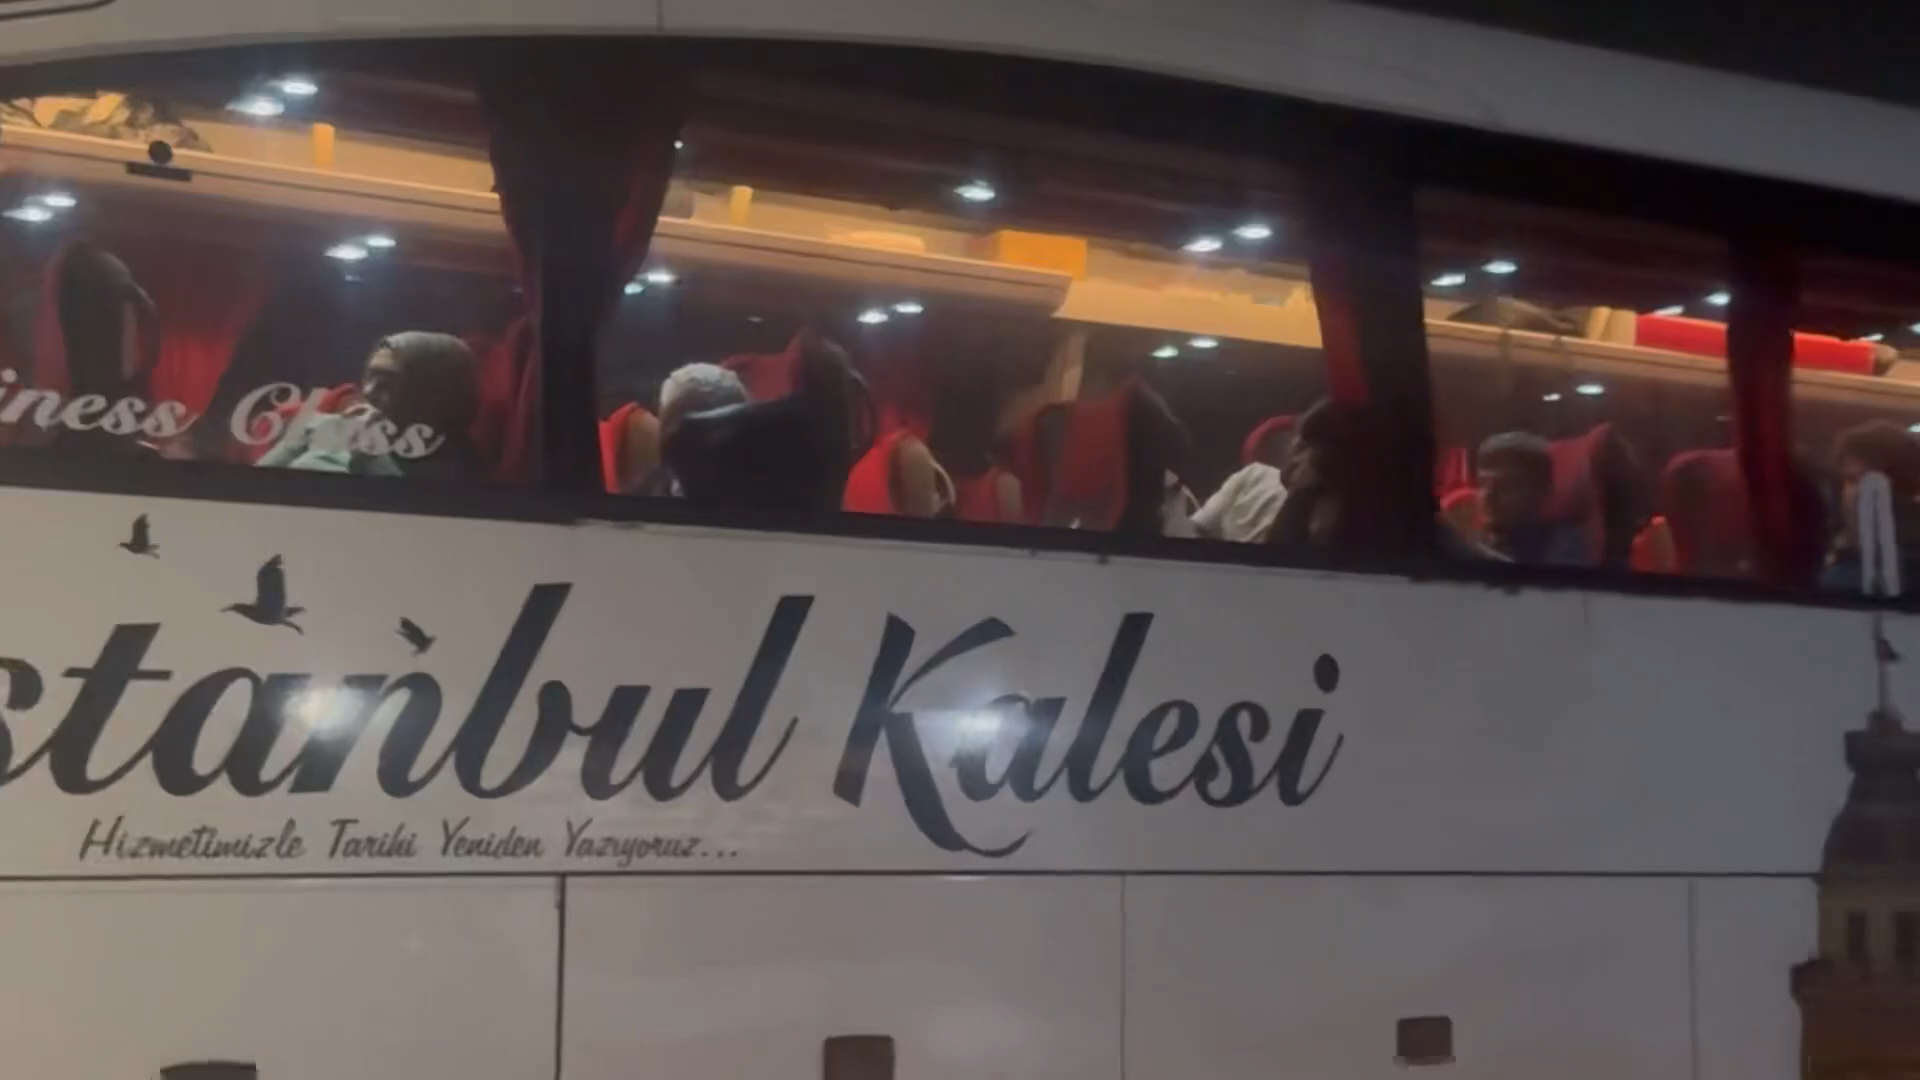 iness Class
stanbul Kalesi
Hizmetimizle Tarihi Yeniden Yazıyoruz...